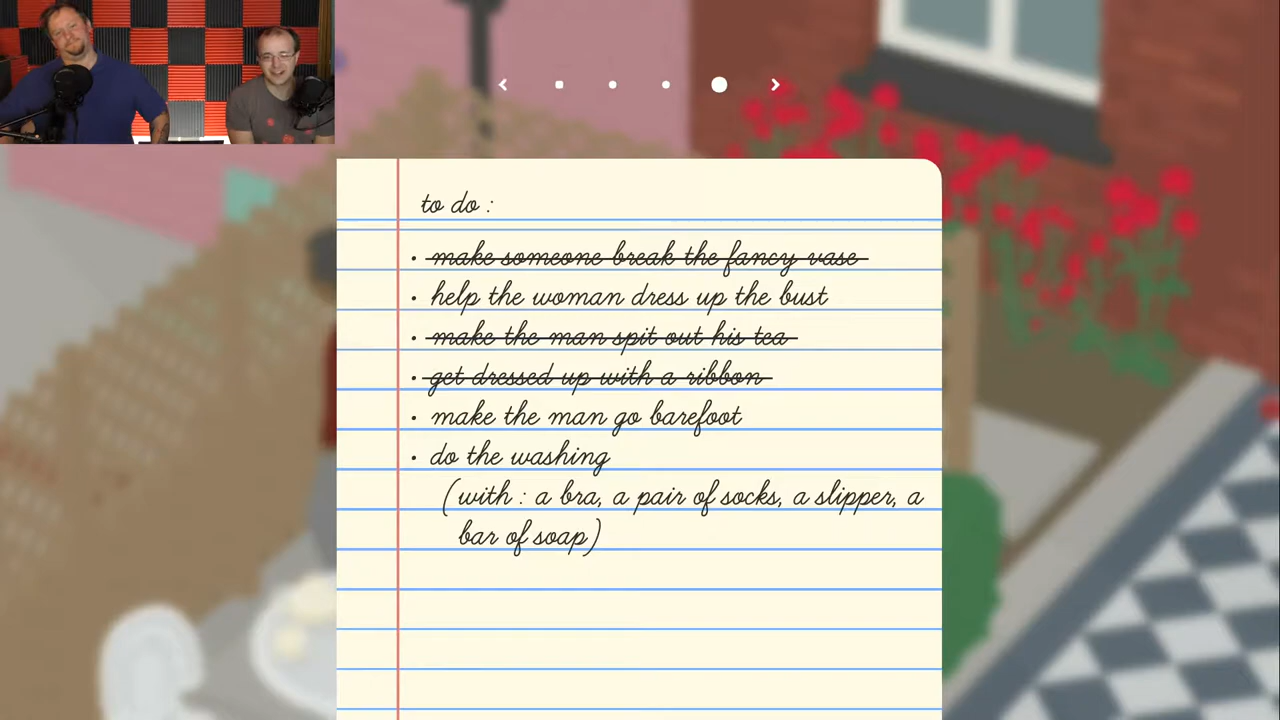 to do :
• make someone break the fancy vase
• help the woman dress up the bust
• make the man spit out his tea
• get dressed up with a ribbon
• make the man go barefoot
• do the washing
(with : a bra, a pair of socks, a slipper, a
bar of soap)